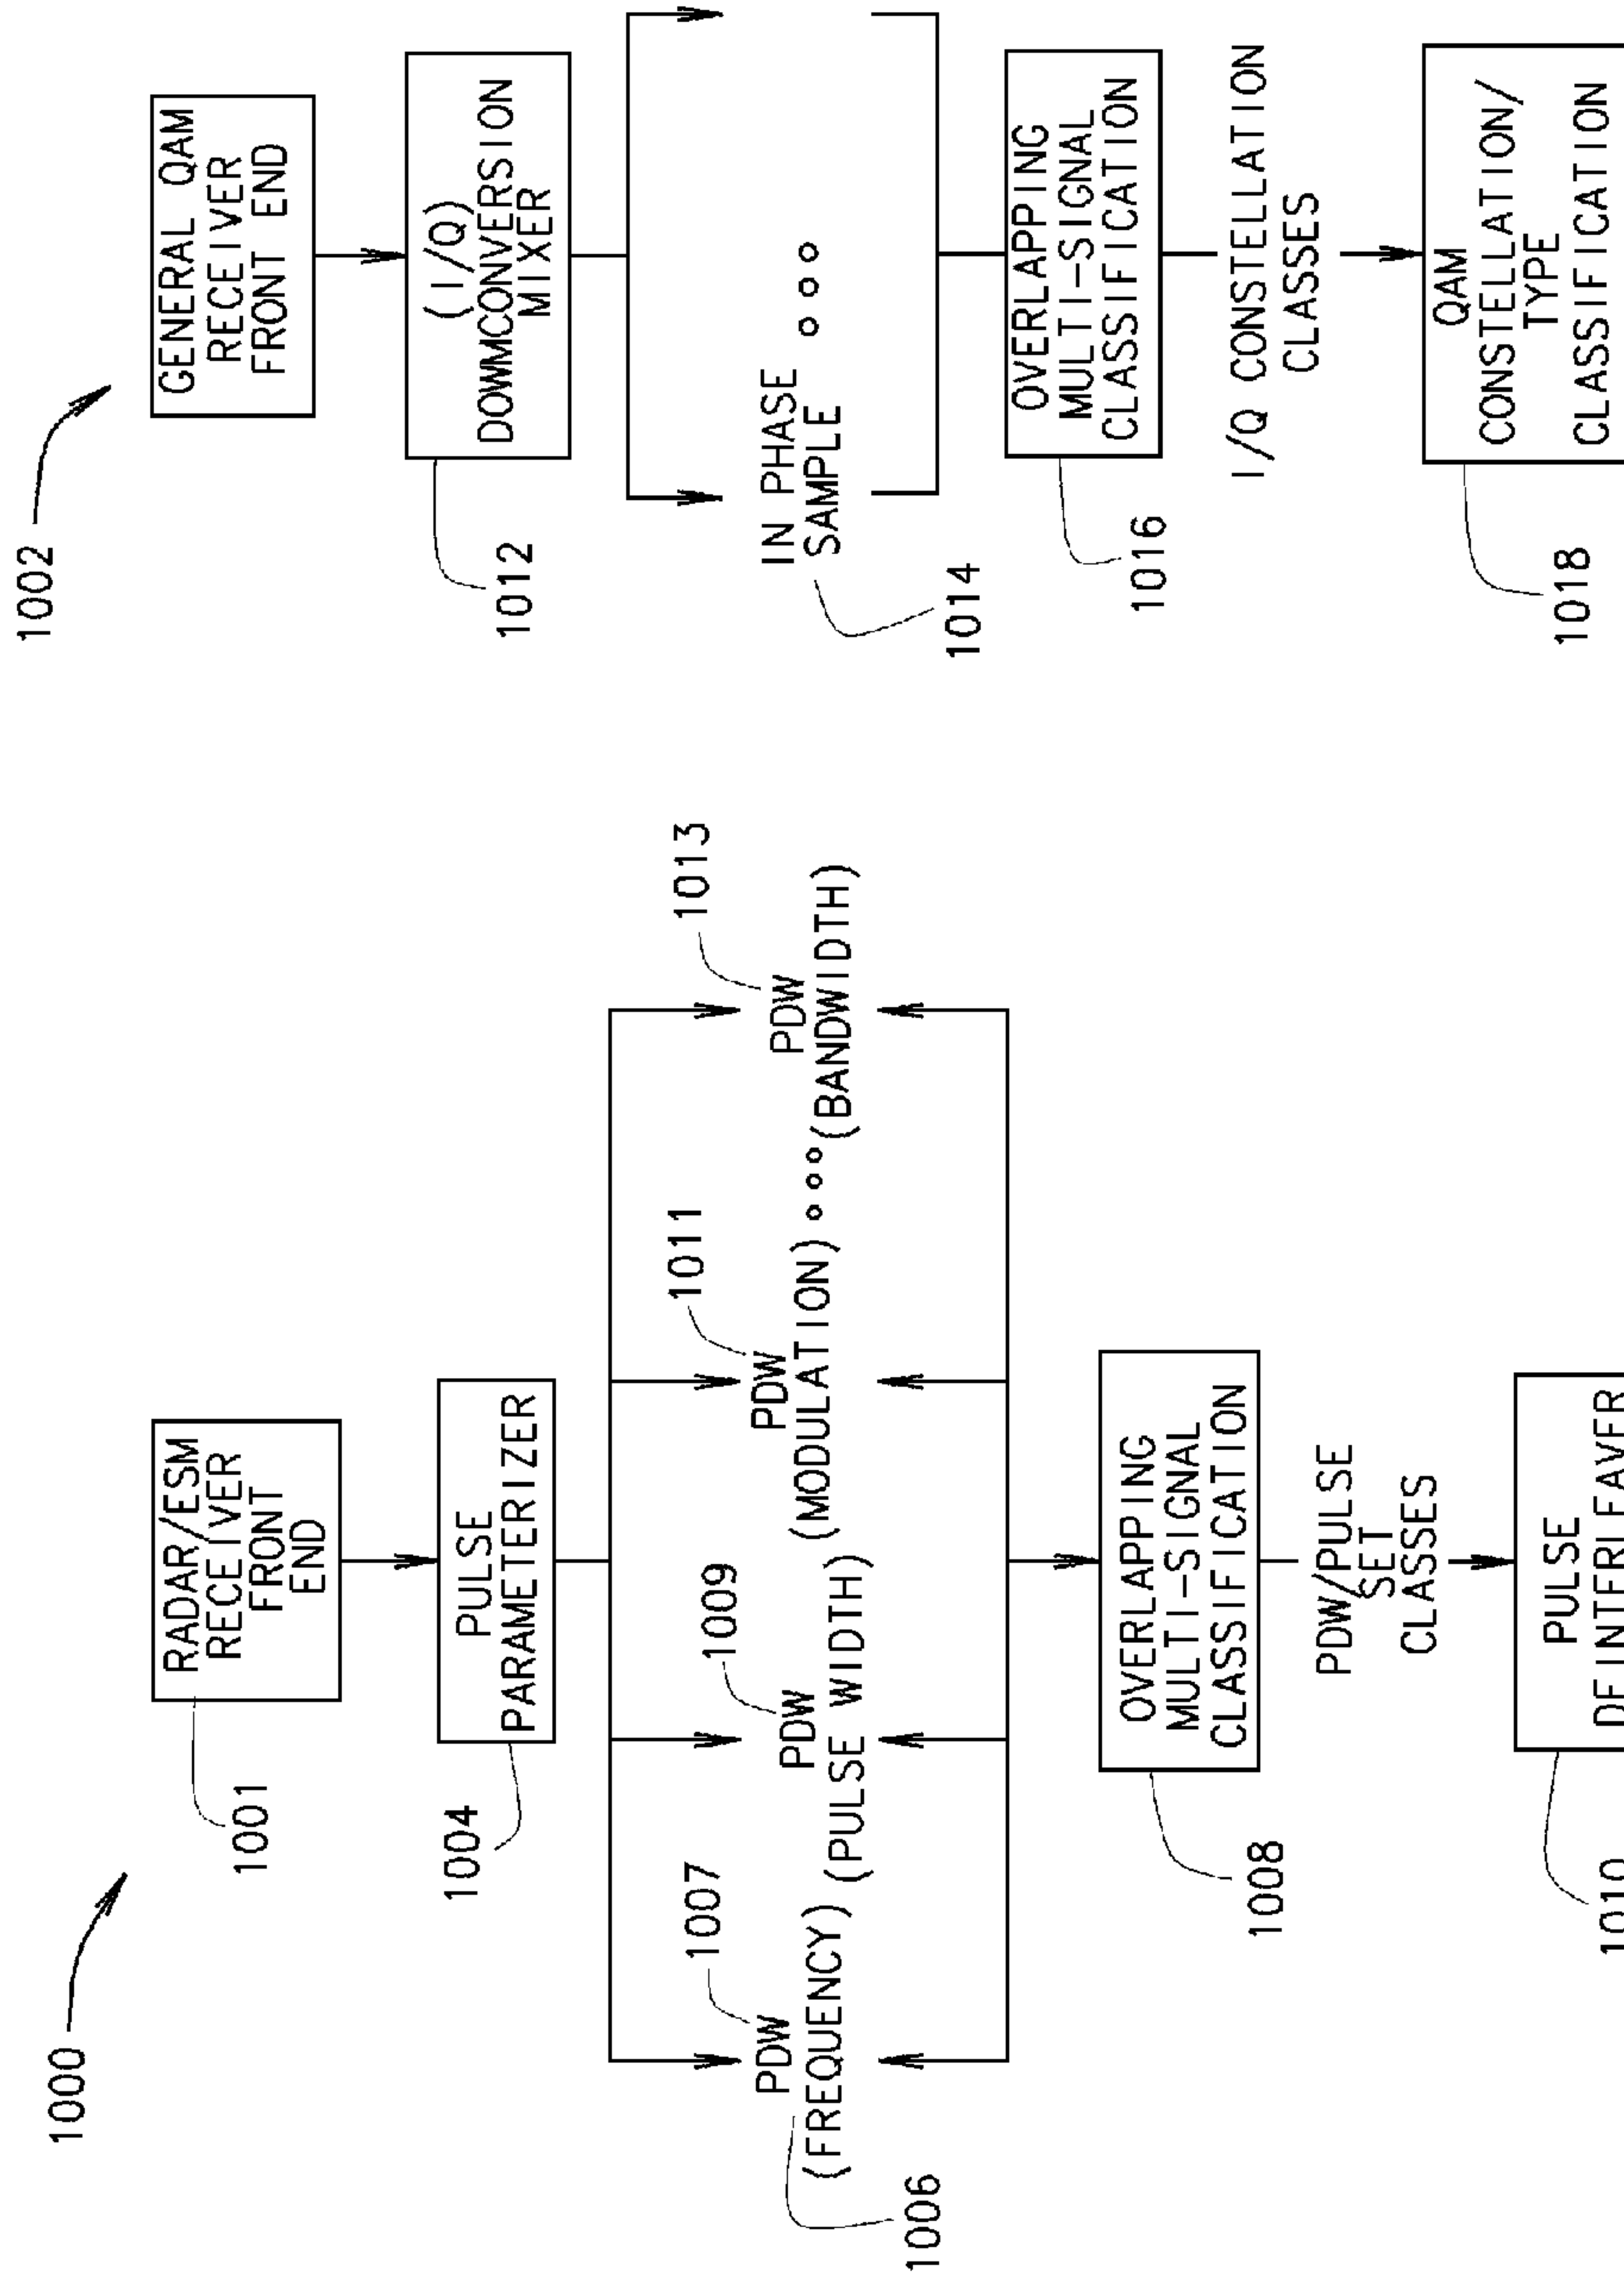 1000
RADAR/ESM
RECEIVER
FRONT
END
1001
PULSE
PARAMETERIZER
1004
1007
1009
1011
1013
PDW
(FREQUENCY)
PDW
(PULSE WIDTH)
PDW
(MODULATION)
PDW
(BANDWIDTH)
1006
OVERLAPPING
MULTI-SIGNAL
CLASSIFICATION
1008
PDW/PULSE
SET
CLASSES
PULSE
DEINTERLEAVER
1010
1002
GENERAL QAM
RECEIVER
FRONT END
(I/Q)
DOWMCONVERSION
MIXER
1012
IN PHASE
SAMPLE
1014
OVERLAPPING
MULTI-SIGNAL
CLASSIFICATION
1016
I/Q CONSTELLATION
CLASSES
QAM
CONSTELLATION/
TYPE
CLASSIFICATION
1018